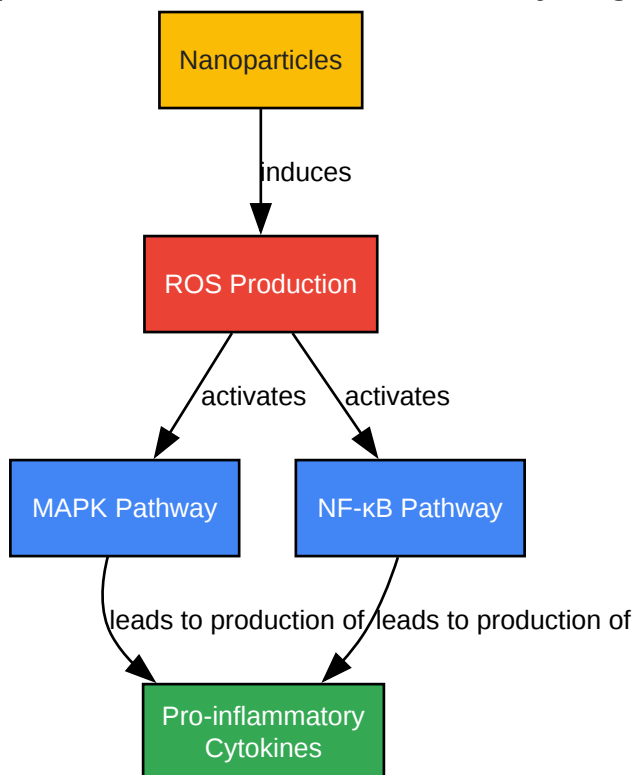 Nanoparticles
induces
ROS Production
activates
activates
MAPK Pathway
NF-κB Pathway
leads to production of
leads to production of
Pro-inflammatory
Cytokines